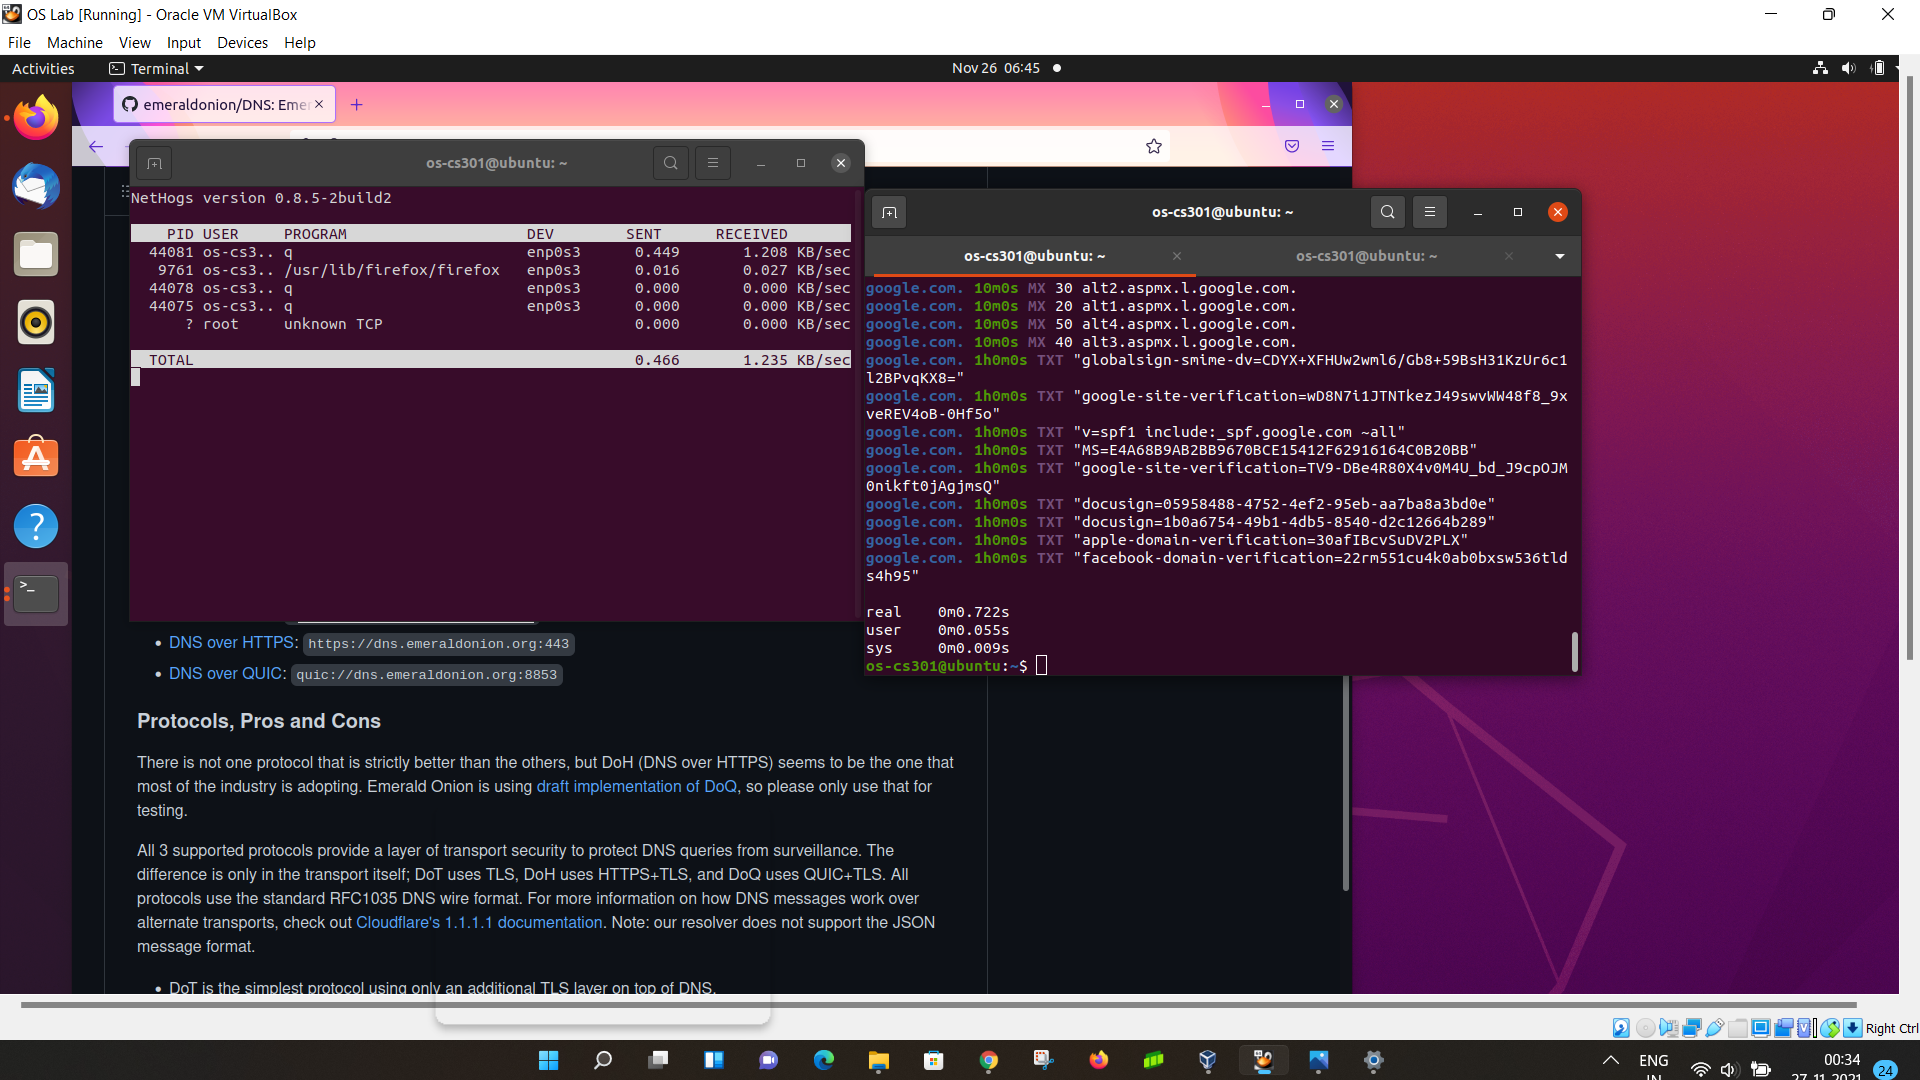 OS Lab [Running] - Oracle VM VirtualBox
File Machine View Input Devices Help
Activities Terminal Nov 26 06:45
emeraldonion/DNS: Eme
os-cs301@ubuntu: ~
NetHogs version 0.8.5-2build2
PID USER PROGRAM DEV SENT RECEIVED
44081 os-cs3.. q enp0s3 0.449 1.208 KB/sec
9761 os-cs3.. /usr/lib/firefox/firefox enp0s3 0.016 0.027 KB/sec
44078 os-cs3.. q enp0s3 0.000 0.000 KB/sec
44075 os-cs3.. q enp0s3 0.000 0.000 KB/sec
? root unknown TCP 0.000 0.000 KB/sec
TOTAL 0.466 1.235 KB/sec
os-cs301@ubuntu: ~
os-cs301@ubuntu: ~ os-cs301@ubuntu: ~
google.com. 10m0s MX 30 alt2.aspmx.l.google.com.
google.com. 10m0s MX 20 alt1.aspmx.l.google.com.
google.com. 10m0s MX 50 alt4.aspmx.l.google.com.
google.com. 10m0s MX 40 alt3.aspmx.l.google.com.
google.com. 1h0m0s TXT "globalsign-smime-dv=CDYX+XFHUw2wml6/Gb8+59BsH31KzUr6c1
l2BPvqKX8="
google.com. 1h0m0s TXT "google-site-verification=wD8N7i1JTNTkezJ49swvWW48f8_9x
veREV4oB-0Hf5o"
google.com. 1h0m0s TXT "v=spf1 include:_spf.google.com ~all"
google.com. 1h0m0s TXT "MS=E4A68B9AB2BB9670BCE15412F62916164C0B20BB"
google.com. 1h0m0s TXT "google-site-verification=TV9-DBe4R80X4v0M4U_bd_J9cpOJM
0nikft0jAgjmsQ"
google.com. 1h0m0s TXT "docusign=05958488-4752-4ef2-95eb-aa7ba8a3bd0e"
google.com. 1h0m0s TXT "docusign=1b0a6754-49b1-4db5-8540-d2c12664b289"
google.com. 1h0m0s TXT "apple-domain-verification=30afIBcvSuDV2PLX"
google.com. 1h0m0s TXT "facebook-domain-verification=22rm551cu4k0ab0bxsw536tld
s4h95"
real 0m0.722s
user 0m0.055s
sys 0m0.009s
os-cs301@ubuntu:~$
• DNS over HTTPS: https://dns.emeraldonion.org:443
• DNS over QUIC: quic://dns.emeraldonion.org:8853
Protocols, Pros and Cons
There is not one protocol that is strictly better than the others, but DoH (DNS over HTTPS) seems to be the one that
most of the industry is adopting. Emerald Onion is using draft implementation of DoQ, so please only use that for
testing.
All 3 supported protocols provide a layer of transport security to protect DNS queries from surveillance. The
difference is only in the transport itself; DoT uses TLS, DoH uses HTTPS+TLS, and DoQ uses QUIC+TLS. All
protocols use the standard RFC1035 DNS wire format. For more information on how DNS messages work over
alternate transports, check out Cloudflare's 1.1.1.1 documentation. Note: our resolver does not support the JSON
message format.
• DoT is the simplest protocol using only an additional TLS layer on top of DNS.
Right Ctrl
ENG
IN
00:34
27-11-2021
24